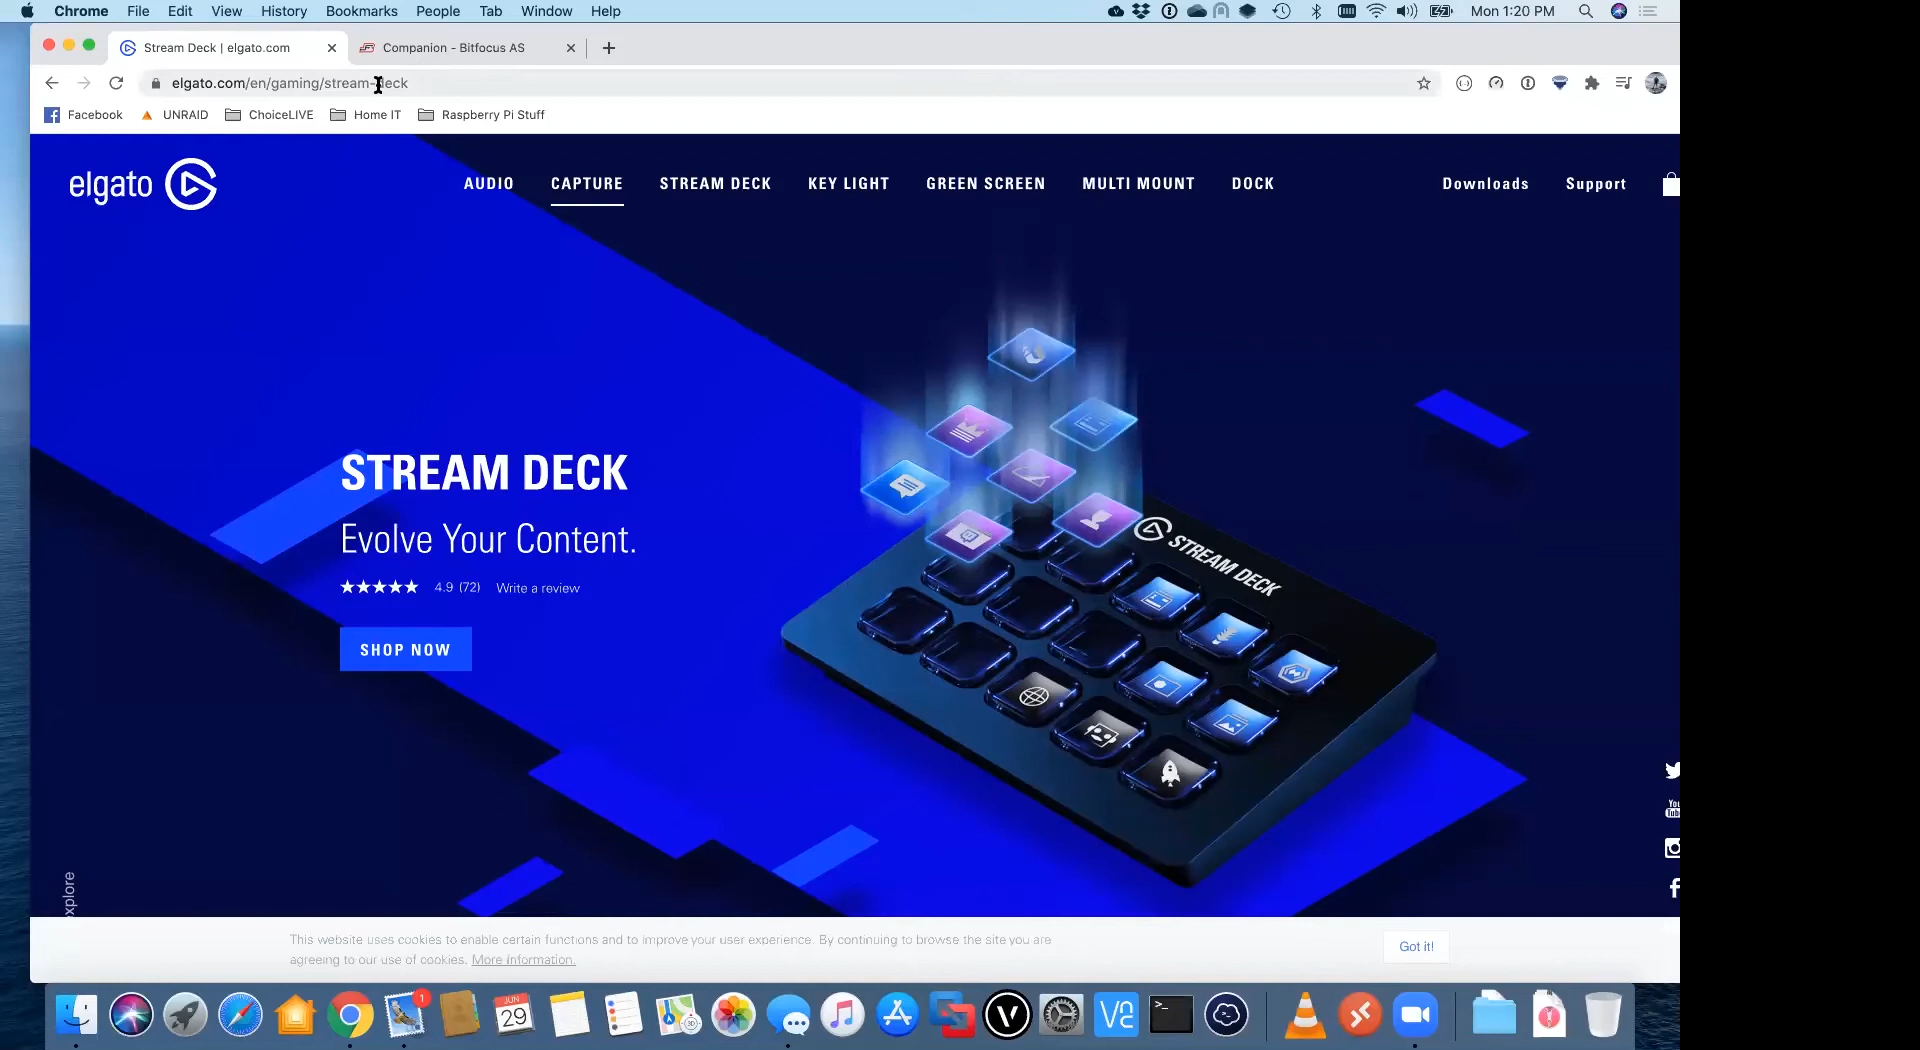 Chrome File Edit View History Bookmarks People Tab Window Help Mon 1:20 PM
Stream Deck | elgato.com Companion - Bitfocus AS
elgato.com/en/gaming/stream-deck
Facebook UNRAID ChoiceLIVE Home IT Raspberry Pi Stuff
elgato AUDIO CAPTURE STREAM DECK KEY LIGHT GREEN SCREEN MULTI MOUNT DOCK Downloads Support
STREAM DECK
Evolve Your Content.
4.9 (72) Write a review
SHOP NOW
STREAM DECK
You
Tube
xplore
This website uses cookies to enable certain functions and to improve your user experience. By continuing to browse the site you are
agreeing to our use of cookies. More Information.
Got it!
1
JUN
29
3D
V